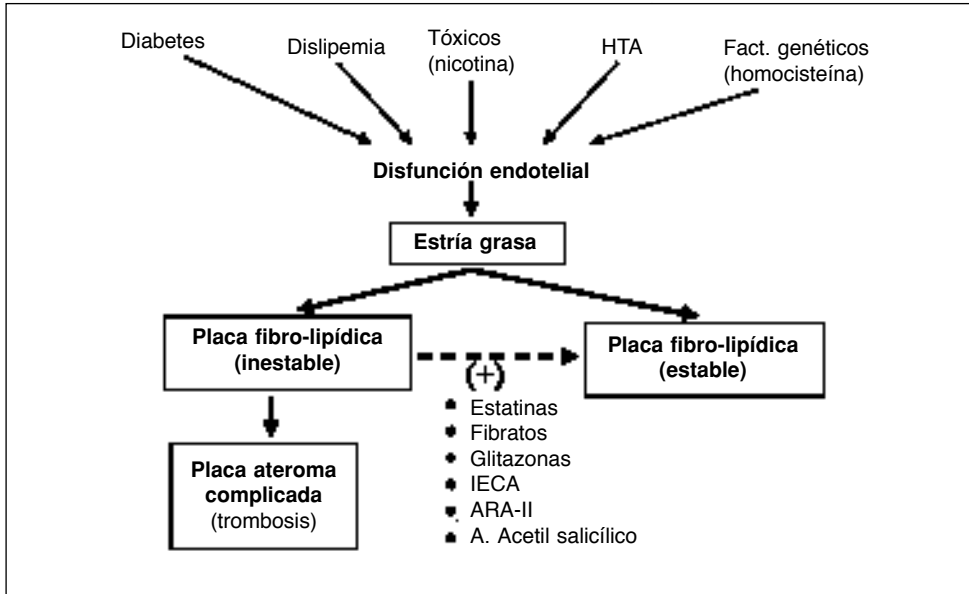 Diabetes
Dislipemia
Tóxicos
(nicotina)
HTA
Fact. genéticos
(homocisteína)
Disfunción endotelial
Estría grasa
Placa fibro-lipídica
(inestable)
(+)
Placa fibro-lipídica
(estable)
Estatinas
Fibratos
Glitazonas
IECA
ARA-II
A. Acetil salicílico
Placa ateroma
complicada
(trombosis)